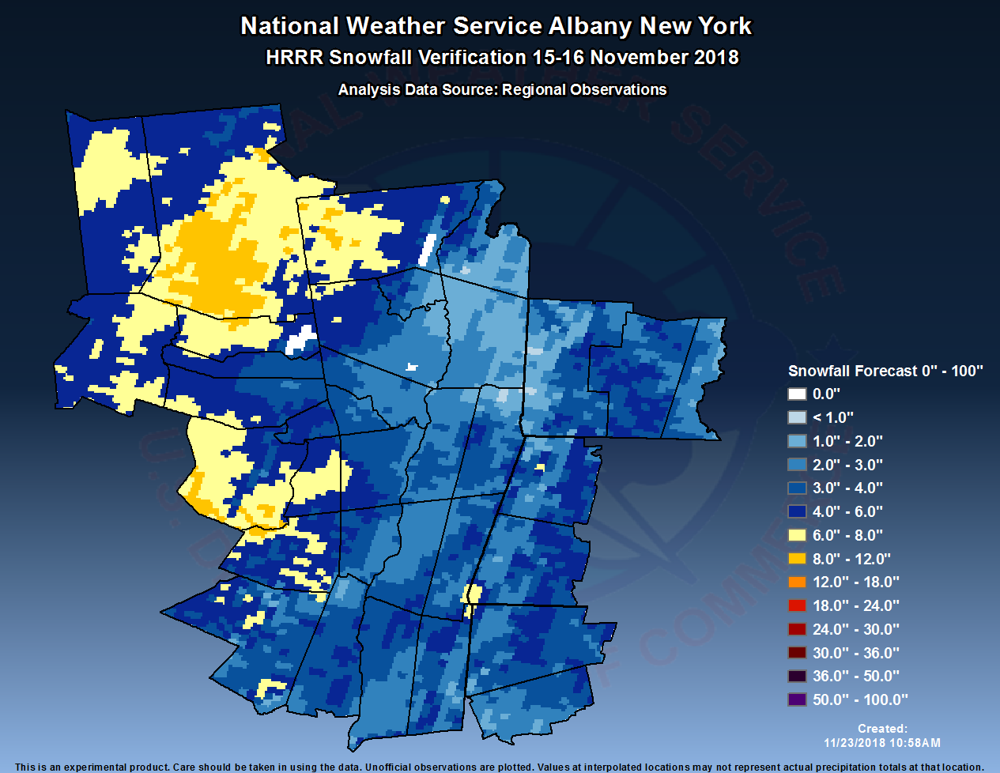 National Weather Service Albany New York
HRRR Snowfall Verification 15-16 November 2018
Analysis Data Source: Regional Observations
Snowfall Forecast 0" - 100"
0.0"
< 1.0"
1.0" - 2.0"
2.0" - 3.0"
3.0" - 4.0"
4.0" - 6.0"
6.0" - 8.0"
8.0" - 12.0"
12.0" - 18.0"
18.0" - 24.0"
24.0" - 30.0"
30.0" - 36.0"
36.0" - 50.0"
50.0" - 100.0"
Created:
11/23/2018 10:58AM
This is an experimental product. Care should be taken in using the data. Unofficial observations are plotted. Values at interpolated locations may not represent actual precipitation totals at that location.